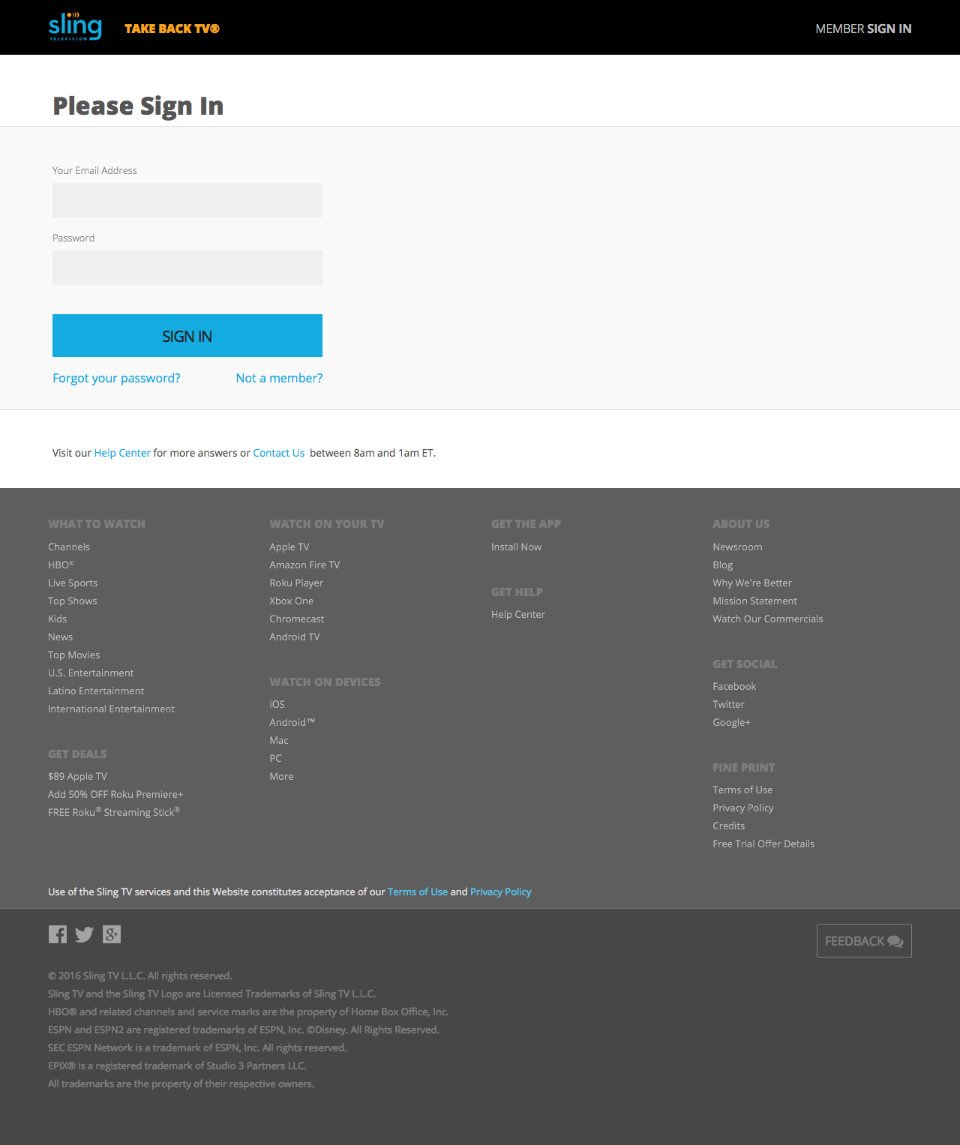 sling
TELEVISION
TAKE BACK TV®
MEMBER SIGN IN
Please Sign In
Your Email Address
Password
SIGN IN
Forgot your password?
Not a member?
Visit our Help Center for more answers or Contact Us between 8am and 1am ET.
WHAT TO WATCH
Channels
HBO®
Live Sports
Top Shows
Kids
News
Top Movies
U.S. Entertainment
Latino Entertainment
International Entertainment
GET DEALS
$89 Apple TV
Add 50% OFF Roku Premiere+
FREE Roku® Streaming Stick®
WATCH ON YOUR TV
Apple TV
Amazon Fire TV
Roku Player
Xbox One
Chromecast
Android TV
WATCH ON DEVICES
iOS
Android™
Mac
PC
More
GET THE APP
Install Now
GET HELP
Help Center
ABOUT US
Newsroom
Blog
Why We're Better
Mission Statement
Watch Our Commercials
GET SOCIAL
Facebook
Twitter
Google+
FINE PRINT
Terms of Use
Privacy Policy
Credits
Free Trial Offer Details
Use of the Sling TV services and this Website constitutes acceptance of our Terms of Use and Privacy Policy
FEEDBACK
© 2016 Sling TV L.L.C. All rights reserved.
Sling TV and the Sling TV Logo are Licensed Trademarks of Sling TV L.L.C.
HBO® and related channels and service marks are the property of Home Box Office, Inc.
ESPN and ESPN2 are registered trademarks of ESPN, Inc. ©Disney. All Rights Reserved.
SEC ESPN Network is a trademark of ESPN, Inc. All rights reserved.
EPIX® is a registered trademark of Studio 3 Partners LLC.
All trademarks are the property of their respective owners.